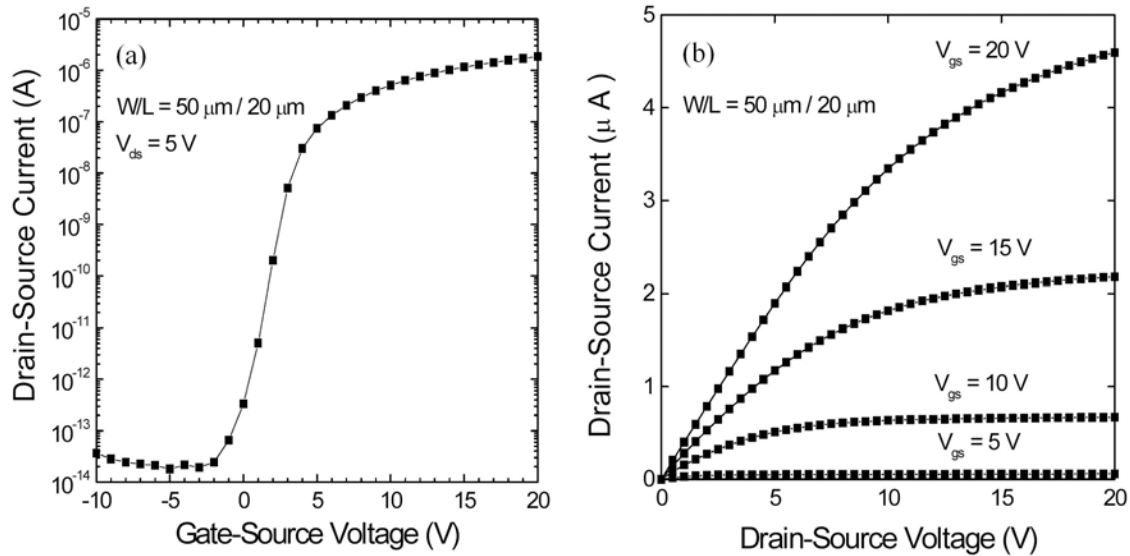 (a)
W/L = 50 μm / 20 μm
V_ds = 5 V
Drain-Source Current (A)
10⁻⁵
10⁻⁶
10⁻⁷
10⁻⁸
10⁻⁹
10⁻¹⁰
10⁻¹¹
10⁻¹²
10⁻¹³
10⁻¹⁴
-10 -5 0 5 10 15 20
Gate-Source Voltage (V)
(b)
V_gs = 20 V
W/L = 50 μm / 20 μm
V_gs = 15 V
V_gs = 10 V
V_gs = 5 V
Drain-Source Current (μ A)
5
4
3
2
1
0
0 5 10 15 20
Drain-Source Voltage (V)